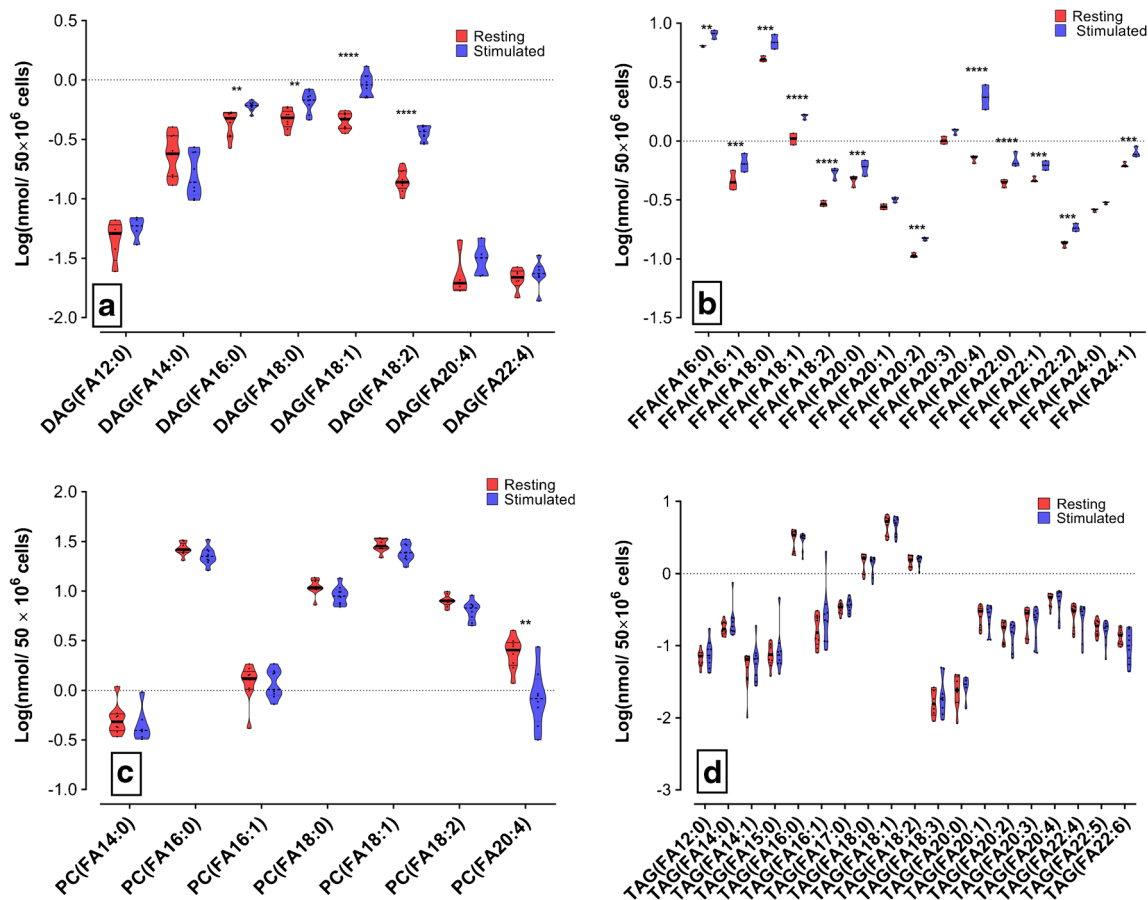 0.5
0.0
-0.5
-1.0
-1.5
-2.0
Log(nmol/ 50×10⁶ cells)
Resting
Stimulated
**
**
****
****
a
DAG(FA12:0)
DAG(FA14:0)
DAG(FA16:0)
DAG(FA18:0)
DAG(FA18:1)
DAG(FA18:2)
DAG(FA20:4)
DAG(FA22:4)
1.0
0.5
0.0
-0.5
-1.0
-1.5
Log(nmol/ 50×10⁶ cells)
Resting
Stimulated
**
***
***
****
****
***
***
****
****
***
***
***
b
FFA(FA16:0)
FFA(FA16:1)
FFA(FA18:0)
FFA(FA18:1)
FFA(FA18:2)
FFA(FA20:0)
FFA(FA20:1)
FFA(FA20:2)
FFA(FA20:3)
FFA(FA20:4)
FFA(FA22:0)
FFA(FA22:1)
FFA(FA22:2)
FFA(FA24:0)
FFA(FA24:1)
2.0
1.5
1.0
0.5
0.0
-0.5
-1.0
Log(nmol/ 50 × 10⁶ cells)
Resting
Stimulated
**
c
PC(FA14:0)
PC(FA16:0)
PC(FA16:1)
PC(FA18:0)
PC(FA18:1)
PC(FA18:2)
PC(FA20:4)
1
0
-1
-2
-3
Log(nmol/ 50×10⁶ cells)
Resting
Stimulated
d
TAG(FA12:0)
TAG(FA14:0)
TAG(FA14:1)
TAG(FA15:0)
TAG(FA16:0)
TAG(FA16:1)
TAG(FA17:0)
TAG(FA18:0)
TAG(FA18:1)
TAG(FA18:2)
TAG(FA18:3)
TAG(FA20:0)
TAG(FA20:1)
TAG(FA20:2)
TAG(FA20:3)
TAG(FA20:4)
TAG(FA22:4)
TAG(FA22:5)
TAG(FA22:6)